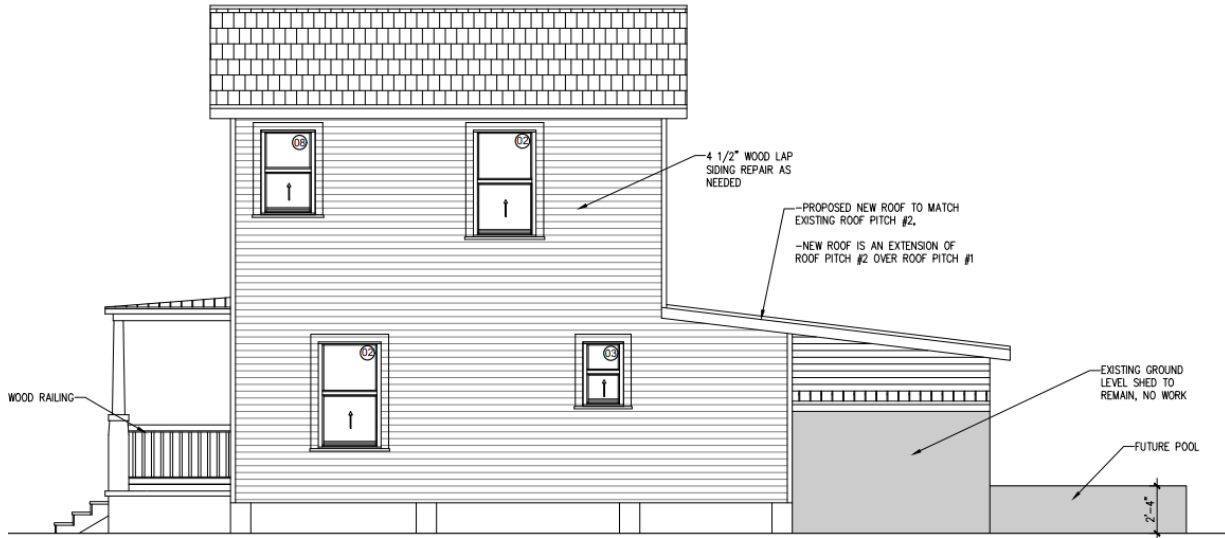 08
02
4 1/2" WOOD LAP
SIDING REPAIR AS
NEEDED
-PROPOSED NEW ROOF TO MATCH
EXISTING ROOF PITCH #2.
-NEW ROOF IS AN EXTENSION OF
ROOF PITCH #2 OVER ROOF PITCH #1
02
03
WOOD RAILING
EXISTING GROUND
LEVEL SHED TO
REMAIN, NO WORK
FUTURE POOL
2'-4"